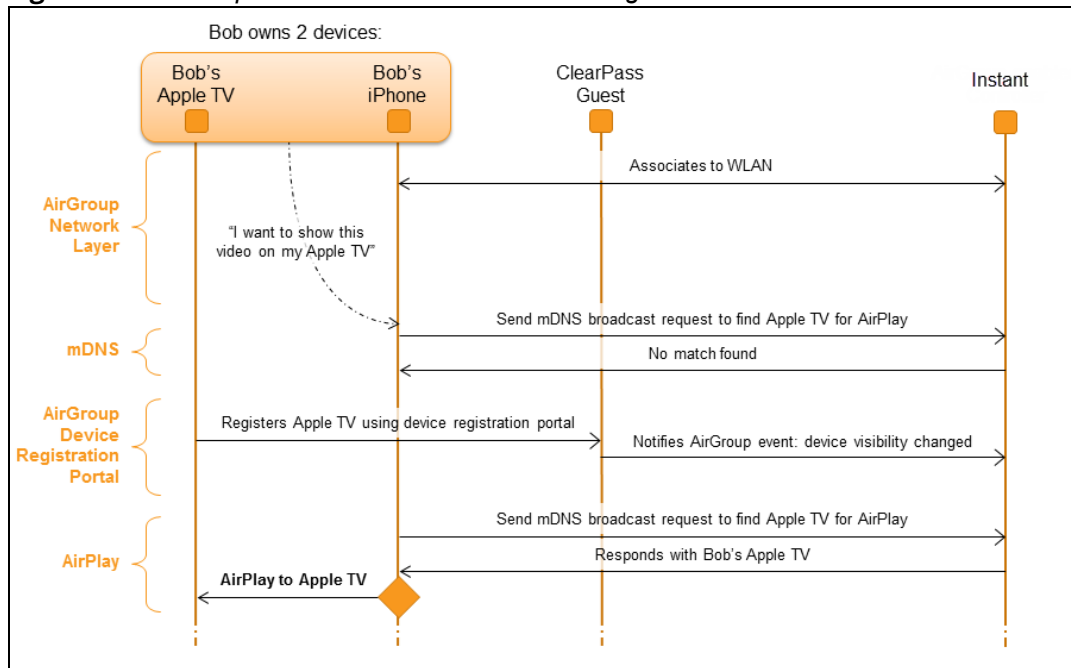 Bob owns 2 devices:
Bob's
Apple TV
Bob's
iPhone
ClearPass
Guest
Instant
Associates to WLAN
AirGroup
Network
Layer
“I want to show this
video on my Apple TV”
Send mDNS broadcast request to find Apple TV for AirPlay
mDNS
No match found
AirGroup
Device
Registration
Portal
Registers Apple TV using device registration portal
Notifies AirGroup event: device visibility changed
Send mDNS broadcast request to find Apple TV for AirPlay
Responds with Bob's Apple TV
AirPlay
AirPlay to Apple TV